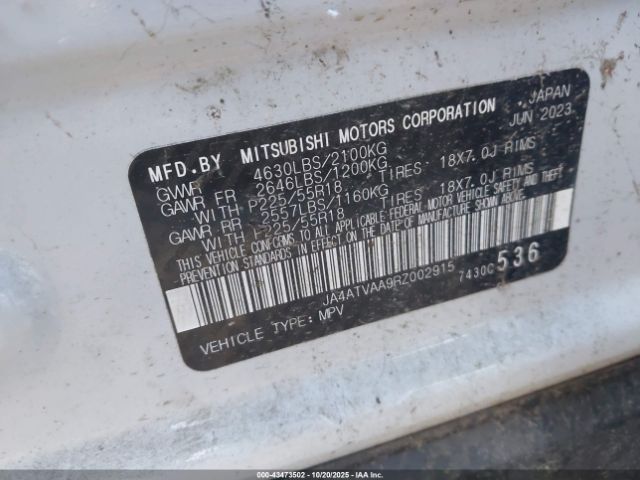 MFD.BY MITSUBISHI MOTORS CORPORATION JAPAN
GVWR 4630LBS/2100KG JUN 2023
GAWR FR 2646LBS/1200KG
WITH P225/55R18 TIRES 18X7.0J RIMS
GAWR RR 2557LBS/1160KG
WITH P225/55R18 TIRES 18X7.0J RIMS
THIS VEHICLE CONFORMS TO ALL APPLICABLE FEDERAL MOTOR VEHICLE SAFETY AND THEFT
PREVENTION STANDARDS IN EFFECT ON THE DATE OF MANUFACTURE SHOWN ABOVE.
JA4ATVAA9RZ002915 7430C 536
VEHICLE TYPE: MPV
000-43473502 - 10/20/2025 - IAAI.com